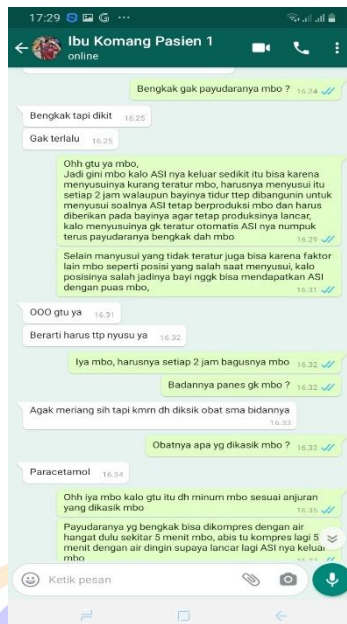 17:29
Ibu Komang Pasien 1
online
Bengkak gak payudaranya mbo ? 16.24
Bengkak tapi dikit 16.25
Gak terlalu 16.25
Ohh gtu ya mbo,
Jadi gini mbo kalo ASI nya keluar sedikit itu bisa karena
menyusuinya kurang teratur mbo, harusnya menyusui itu
setiap 2 jam walaupun bayinya tidur ttep dibangunin untuk
menyusui soalnya ASI tetap berproduksi mbo dan harus
diberikan pada bayinya agar tetap produksinya lancar,
kalo menyusuinya gk teratur otomatis ASI nya numpuk
terus payudaranya bengkak dah mbo 16.29
Selain menyusui yang tidak teratur juga bisa karena faktor
lain mbo seperti posisi yang salah saat menyusui, kalo
posisinya salah jadinya bayi nggk bisa mendapatkan ASI
dengan puas mbo, 16.31
OOO gtu ya 16.31
Berarti harus ttp nyusu ya 16.32
Iya mbo, harusnya setiap 2 jam bagusnya mbo 16.32
Badannya panes gk mbo ? 16.32
Agak meriang sih tapi kmrn dh diksik obat sma bidannya
16.33
Obatnya apa yg dikasik mbo ? 16.33
Paracetamol 16.34
Ohh iya mbo kalo gtu itu dh minum mbo sesuai anjuran
yang dikasik mbo 16.35
Payudaranya yg bengkak bisa dikompres dengan air
hangat dulu sekitar 5 menit mbo, abis tu kompres lagi 5
menit dengan air dingin supaya lancar lagi ASI nya keluar
mbo
Ketik pesan